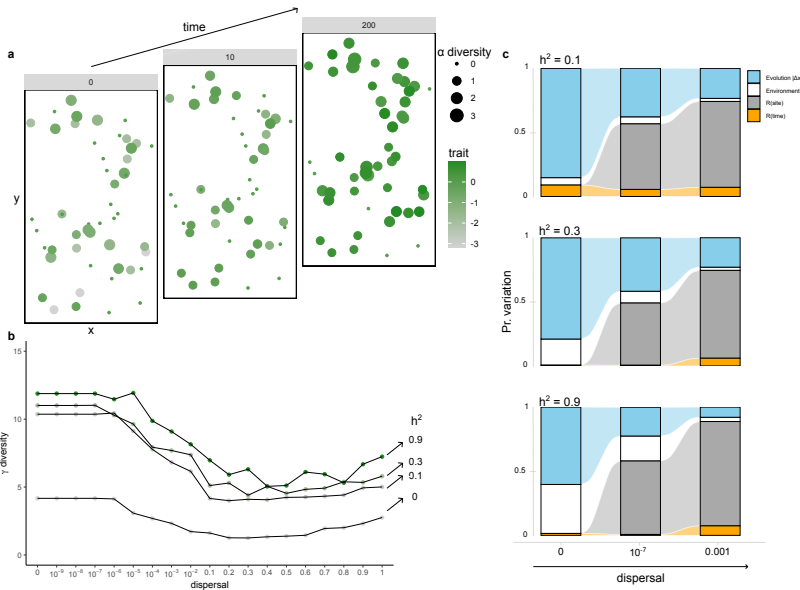 time
a
0
10
200
α diversity
0
1
2
3
trait
1
0
-1
-2
-3
y
x
b
15
10
5
0
γ diversity
h²
0.9
0.3
0.1
0
0 10⁻⁹ 10⁻⁸ 10⁻⁷ 10⁻⁶ 10⁻⁵ 10⁻⁴ 10⁻³ 10⁻² 0.1 0.2 0.3 0.4 0.5 0.6 0.7 0.8 0.9 1
dispersal
c
h² = 0.1
1
0.5
0
Evolution |Δx
Environment
R(site)
R(time)
h² = 0.3
1
0.5
0
Pr. variation
h² = 0.9
1
0.5
0
0 10⁻⁷ 0.001
dispersal